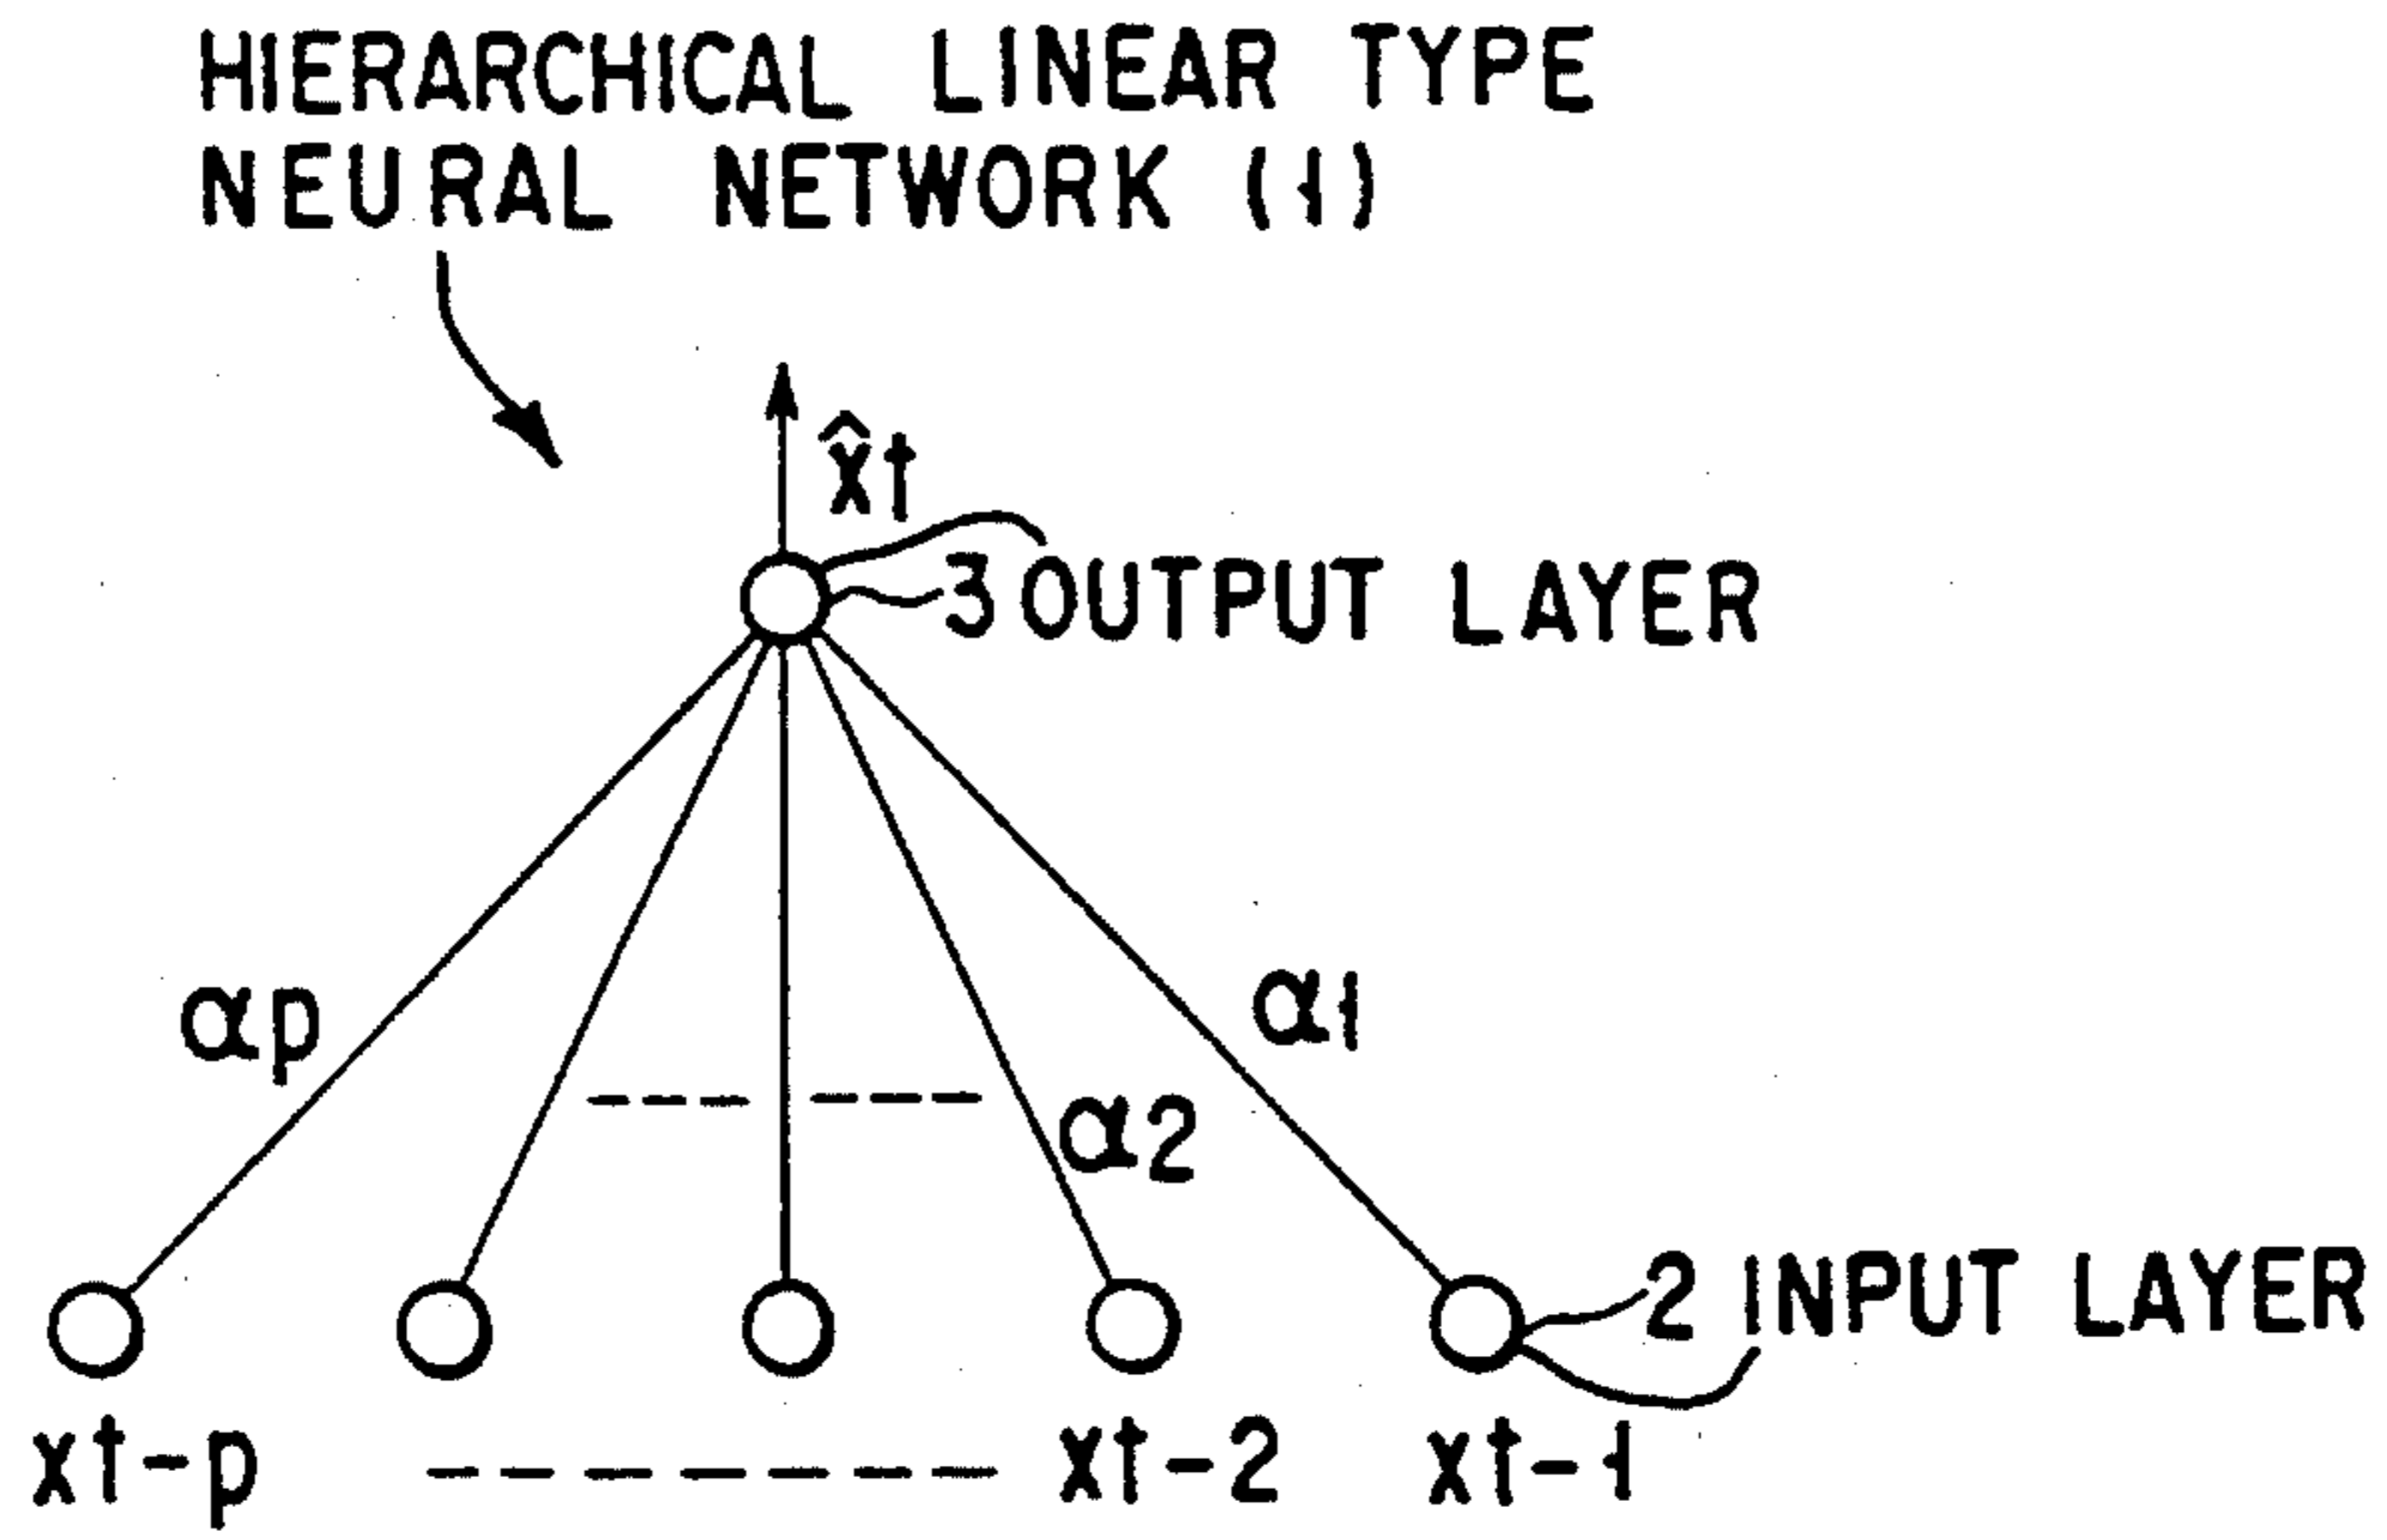 HIERARCHICAL LINEAR TYPE
NEURAL NETWORK (1)
x̂t
3 OUTPUT LAYER
αp
α1
α2
2 INPUT LAYER
xt-p
xt-2
xt-1